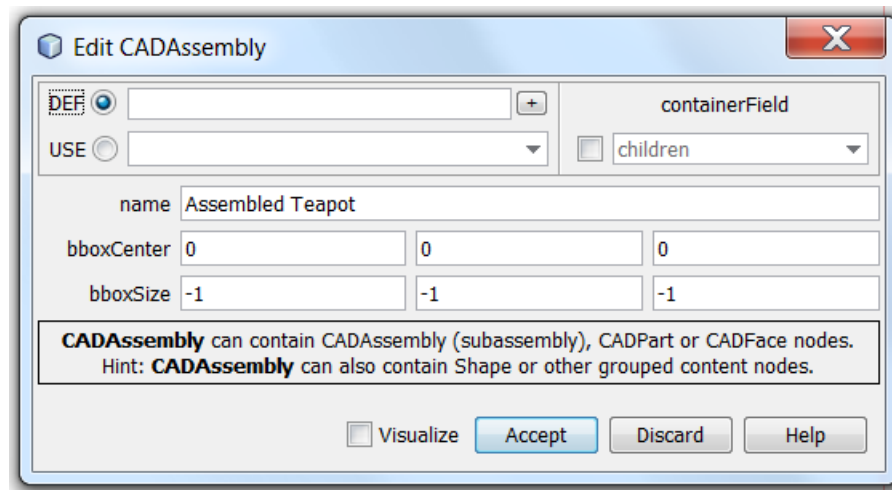 Edit CADAssembly
DEF
+
containerField
USE
children
name Assembled Teapot
bboxCenter 0 0 0
bboxSize -1 -1 -1
CADAssembly can contain CADAssembly (subassembly), CADPart or CADFace nodes.
Hint: CADAssembly can also contain Shape or other grouped content nodes.
Visualize Accept Discard Help